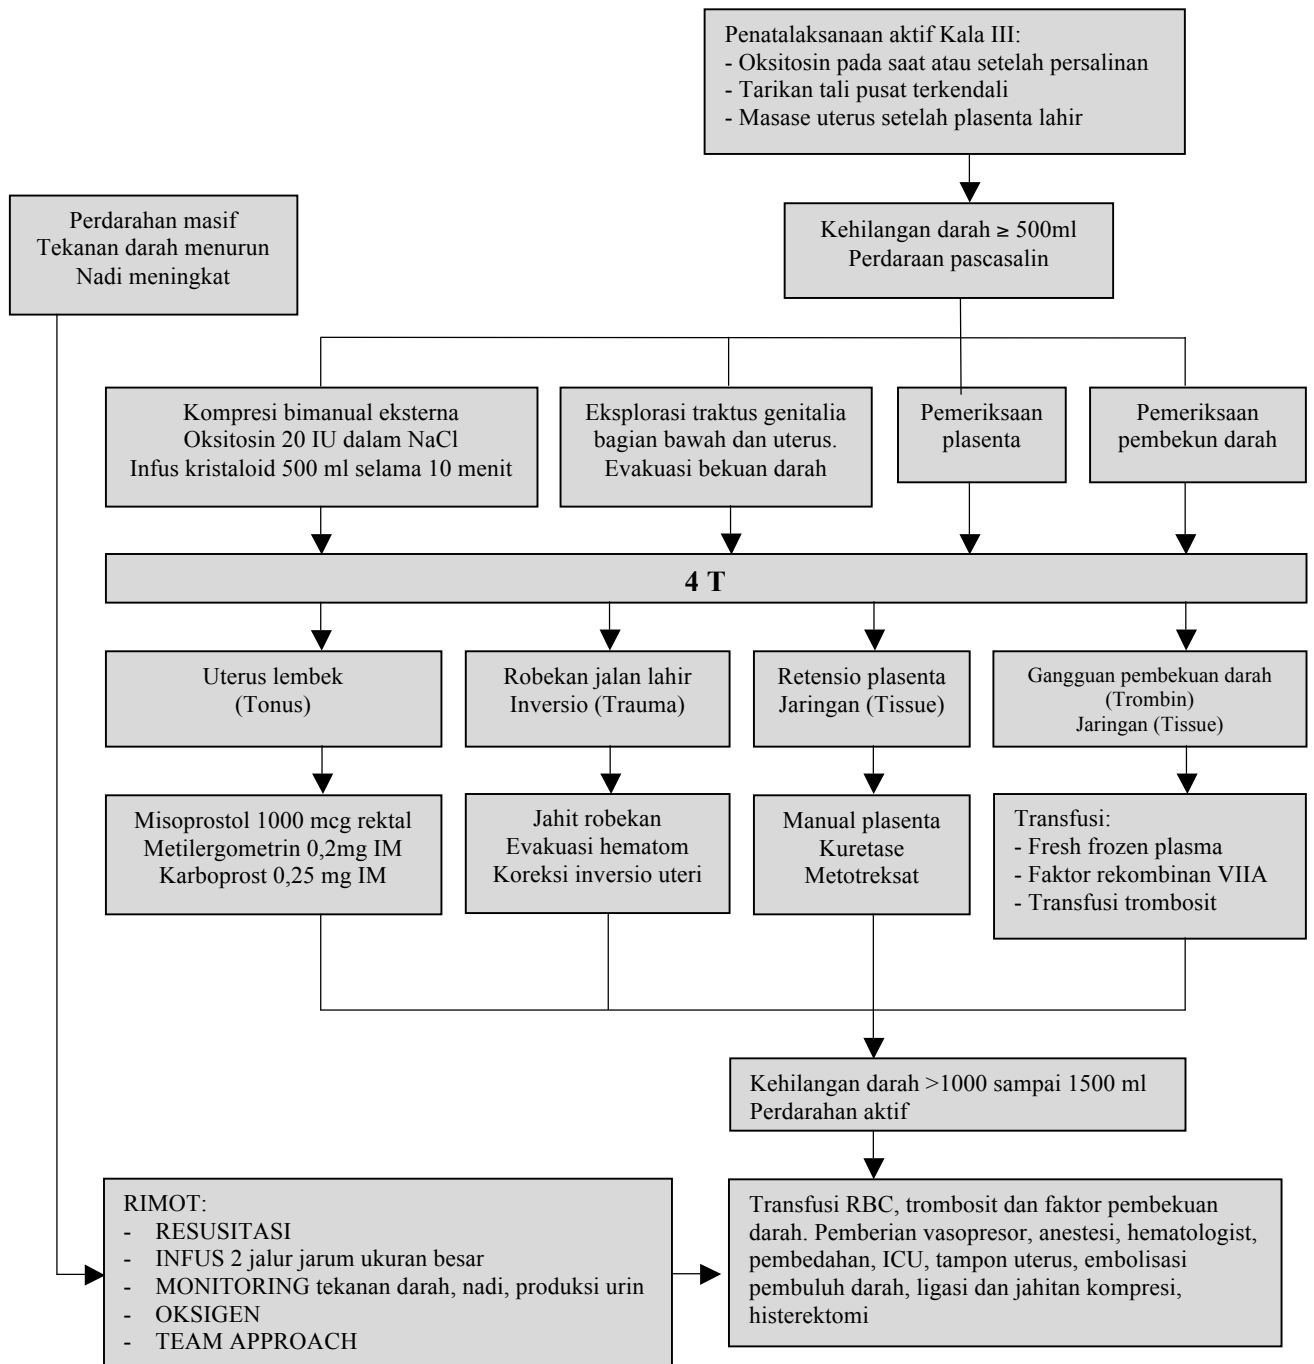 Penatalaksanaan aktif Kala III:
- Oksitosin pada saat atau setelah persalinan
- Tarikan tali pusat terkendali
- Masase uterus setelah plasenta lahir
Perdarahan masif
Tekanan darah menurun
Nadi meningkat
Kehilangan darah ≥ 500ml
Perdaraan pascasalin
Kompresi bimanual eksterna
Oksitosin 20 IU dalam NaCl
Infus kristaloid 500 ml selama 10 menit
Eksplorasi traktus genitalia
bagian bawah dan uterus.
Evakuasi bekuan darah
Pemeriksaan
plasenta
Pemeriksaan
pembekun darah
4 T
Uterus lembek
(Tonus)
Robekan jalan lahir
Inversio (Trauma)
Retensio plasenta
Jaringan (Tissue)
Gangguan pembekuan darah
(Trombin)
Jaringan (Tissue)
Misoprostol 1000 mcg rektal
Metilergometrin 0,2mg IM
Karboprost 0,25 mg IM
Jahit robekan
Evakuasi hematom
Koreksi inversio uteri
Manual plasenta
Kuretase
Metotreksat
Transfusi:
- Fresh frozen plasma
- Faktor rekombinan VIIA
- Transfusi trombosit
Kehilangan darah >1000 sampai 1500 ml
Perdarahan aktif
RIMOT:
- RESUSITASI
- INFUS 2 jalur jarum ukuran besar
- MONITORING tekanan darah, nadi, produksi urin
- OKSIGEN
- TEAM APPROACH
Transfusi RBC, trombosit dan faktor pembekuan
darah. Pemberian vasopresor, anestesi, hematologist,
pembedahan, ICU, tampon uterus, embolisasi
pembuluh darah, ligasi dan jahitan kompresi,
histerektomi